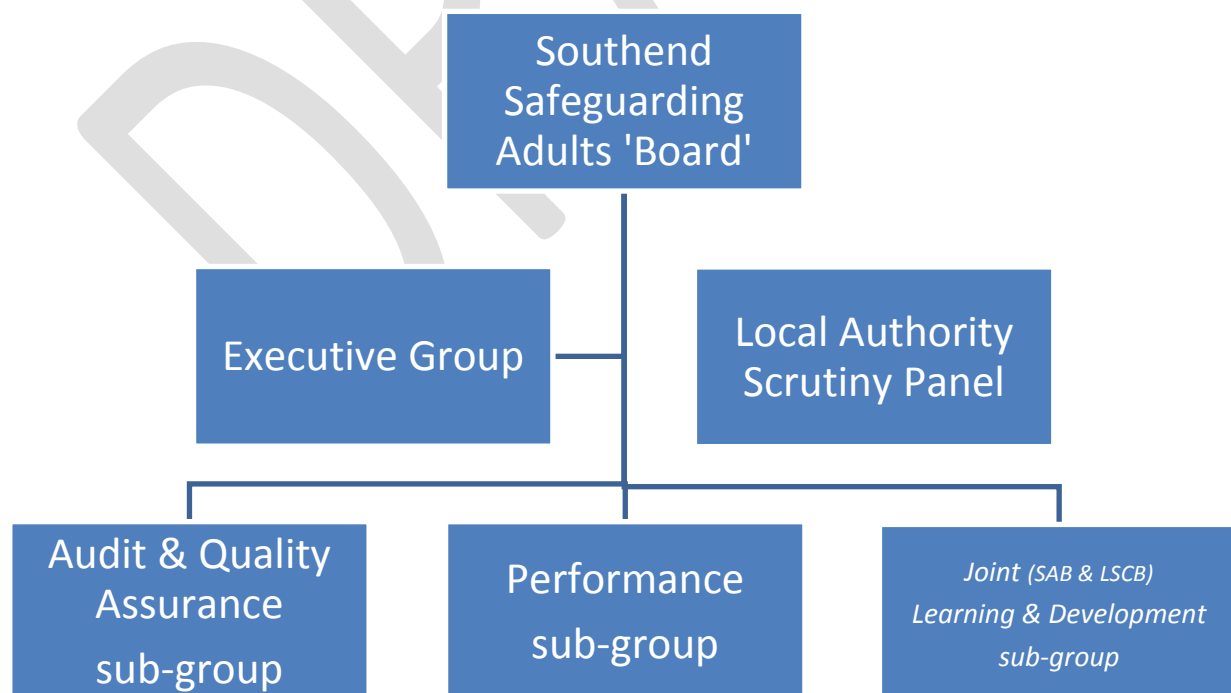 Southend
Safeguarding
Adults 'Board'
Executive Group
Local Authority
Scrutiny Panel
Audit & Quality
Assurance
sub-group
Performance
sub-group
Joint (SAB & LSCB)
Learning & Development
sub-group